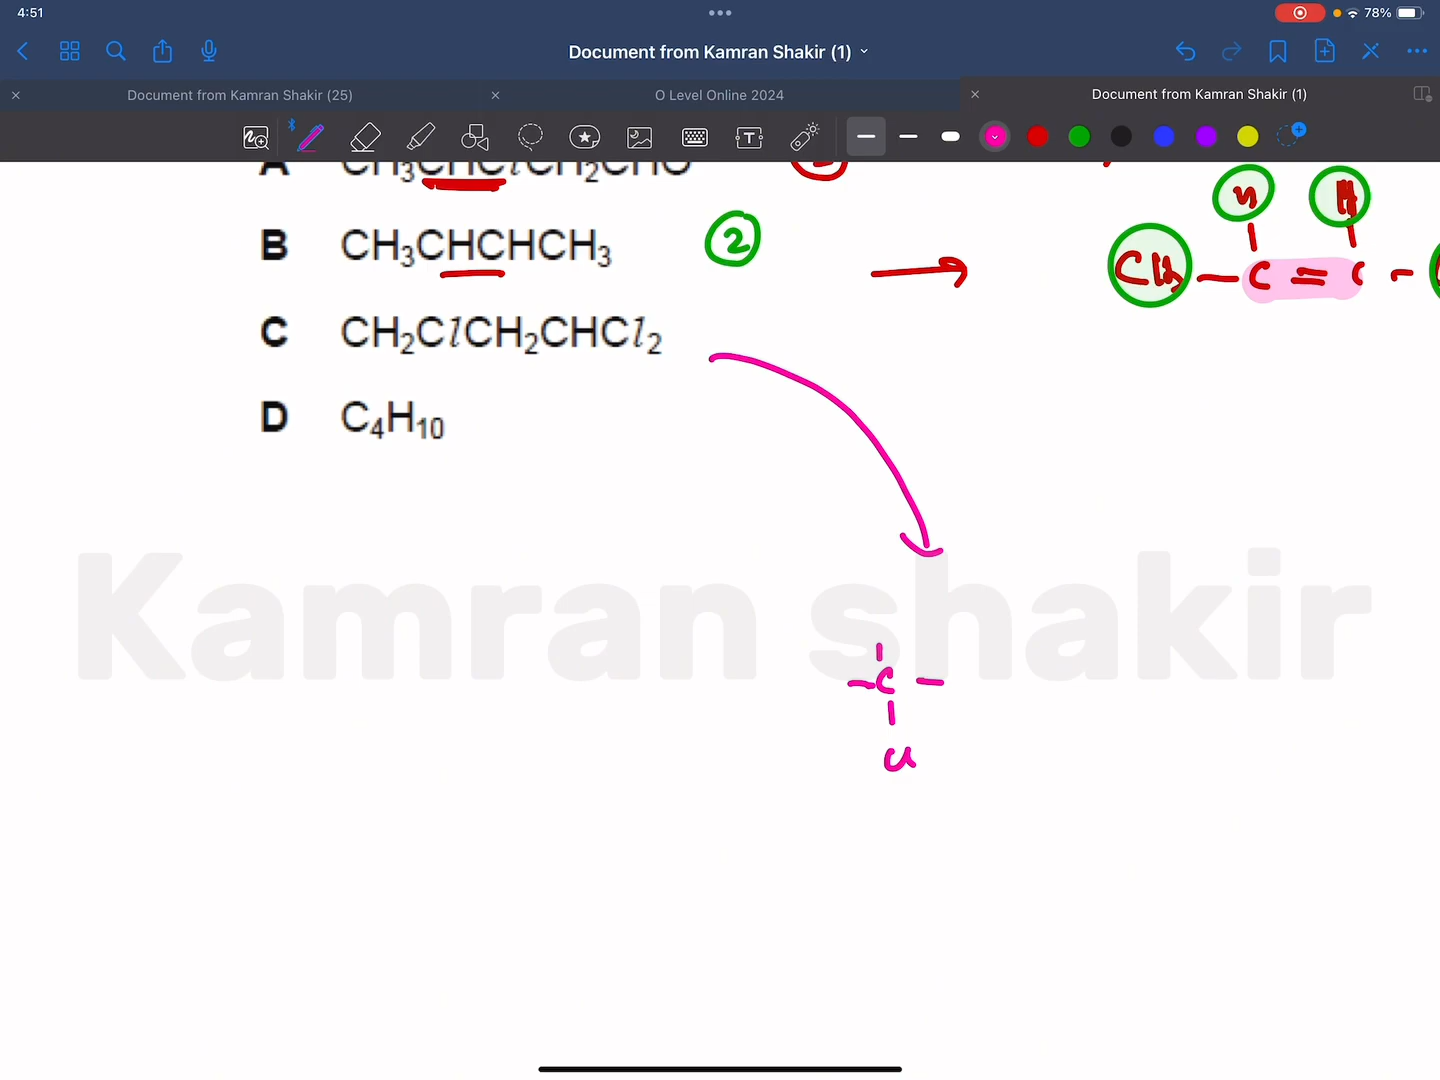 4:51
78%
Document from Kamran Shakir (1)
Document from Kamran Shakir (25)
O Level Online 2024
Document from Kamran Shakir (1)
A CH₃CHClCH₂CHO
B CH₃CHCHCH₃ 2
H H
CH₃ — C = C -
C CH₂ClCH₂CHCl₂
D C₄H₁₀
Kamran shakir
- C -
Cl